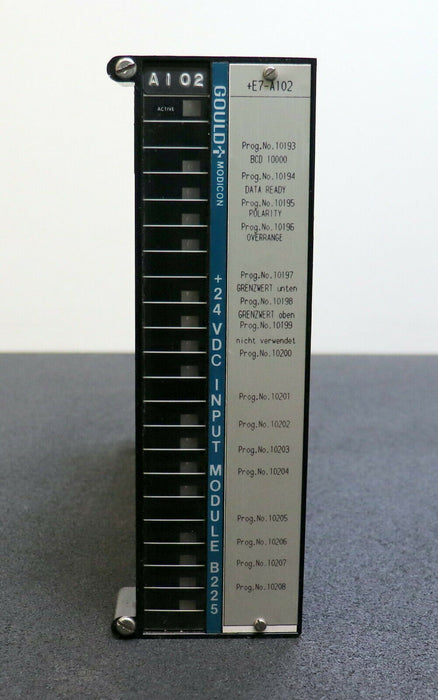 A102
ACTIVE
GOULD MODICON
+24 VDC INPUT MODULE B225
+E7-A102
Prog.No.10193
BCD 10000
Prog.No.10194
DATA READY
Prog.No.10195
POLARITY
Prog.No.10196
OVERRANGE
Prog.No.10197
GRENZWERT unten
Prog.No.10198
GRENZWERT oben
Prog.No.10199
nicht verwendet
Prog.No.10200
Prog.No.10201
Prog.No.10202
Prog.No.10203
Prog.No.10204
Prog.No.10205
Prog.No.10206
Prog.No.10207
Prog.No.10208